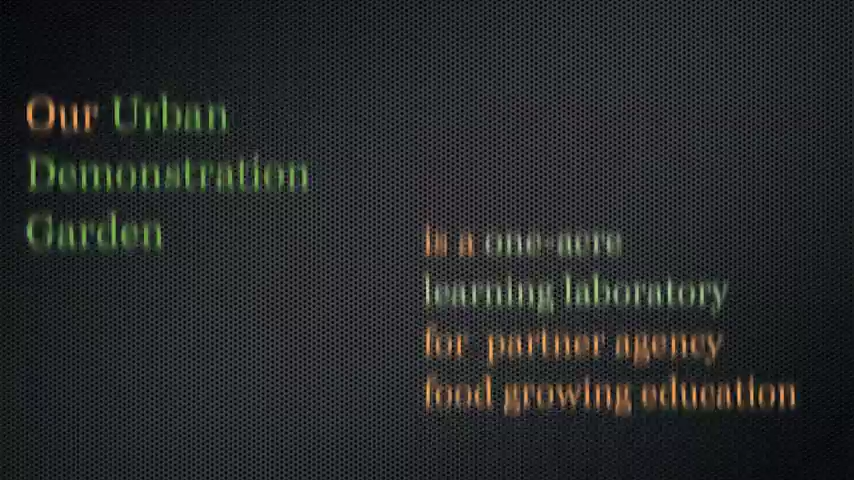 Our Urban
Demonstration
Garden
is a one-acre
learning laboratory
for partner agency
food growing education